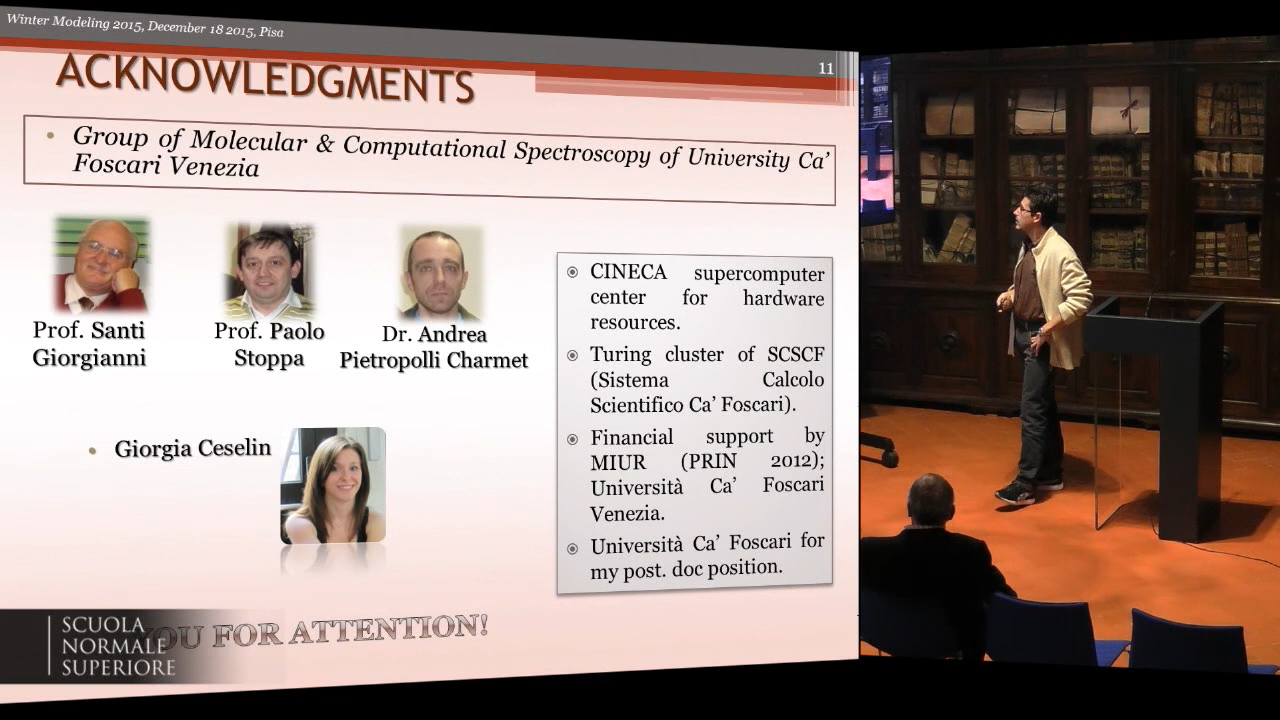 Winter Modeling 2015, December 18 2015, Pisa
11
ACKNOWLEDGMENTS
Group of Molecular & Computational Spectroscopy of University Ca’
Foscari Venezia
Prof. Santi
Giorgianni
Prof. Paolo
Stoppa
Dr. Andrea
Pietropolli Charmet
Giorgia Ceselin
CINECA supercomputer
center for hardware
resources.
Turing cluster of SCSCF
(Sistema Calcolo
Scientifico Ca’ Foscari).
Financial support by
MIUR (PRIN 2012);
Università Ca’ Foscari
Venezia.
Università Ca’ Foscari for
my post. doc position.
FOR ATTENTION!
SCUOLA
NORMALE
SUPERIORE